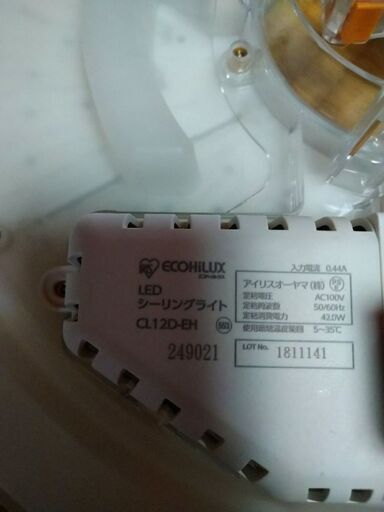 ECOHiLUX
LED
シーリングライト
CL12D-EH
249021
入力電流 0.44A
アイリスオーヤマ(株)
定格電圧 AC100V
定格周波数 50/60Hz
定格消費電力 42.0W
使用環境温度範囲 5~35℃
LOT No. 1811141